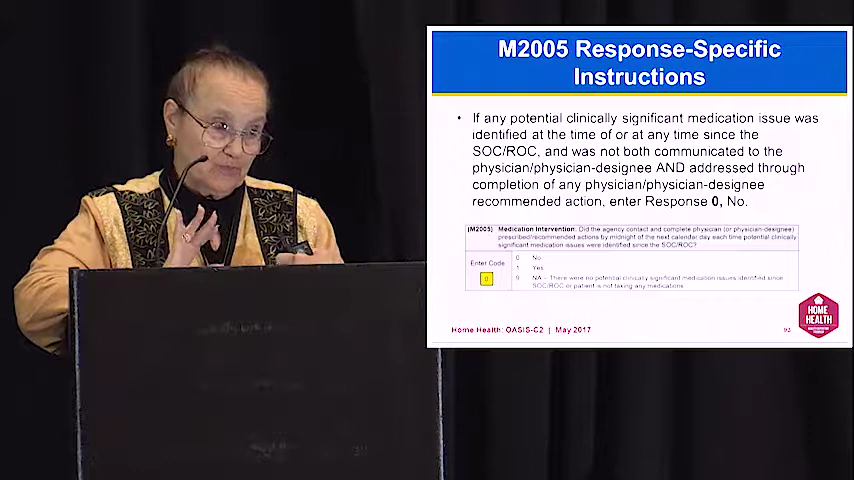 M2005 Response-Specific
Instructions
• If any potential clinically significant medication issue was
identified at the time of or at any time since the
SOC/ROC, and was not both communicated to the
physician/physician-designee AND addressed through
completion of any physician/physician-designee
recommended action, enter Response 0, No.
(M2005) Medication Intervention: Did the agency contact and complete physician (or physician-designee)
prescribed/recommended actions by midnight of the next calendar day each time potential clinically
significant medication issues were identified since the SOC/ROC?
Enter Code
0
0 No
1 Yes
9 NA – There were no potential clinically significant medication issues identified since
SOC/ROC or patient is not taking any medications
Home Health: OASIS-C2 | May 2017
92
HOME
HEALTH